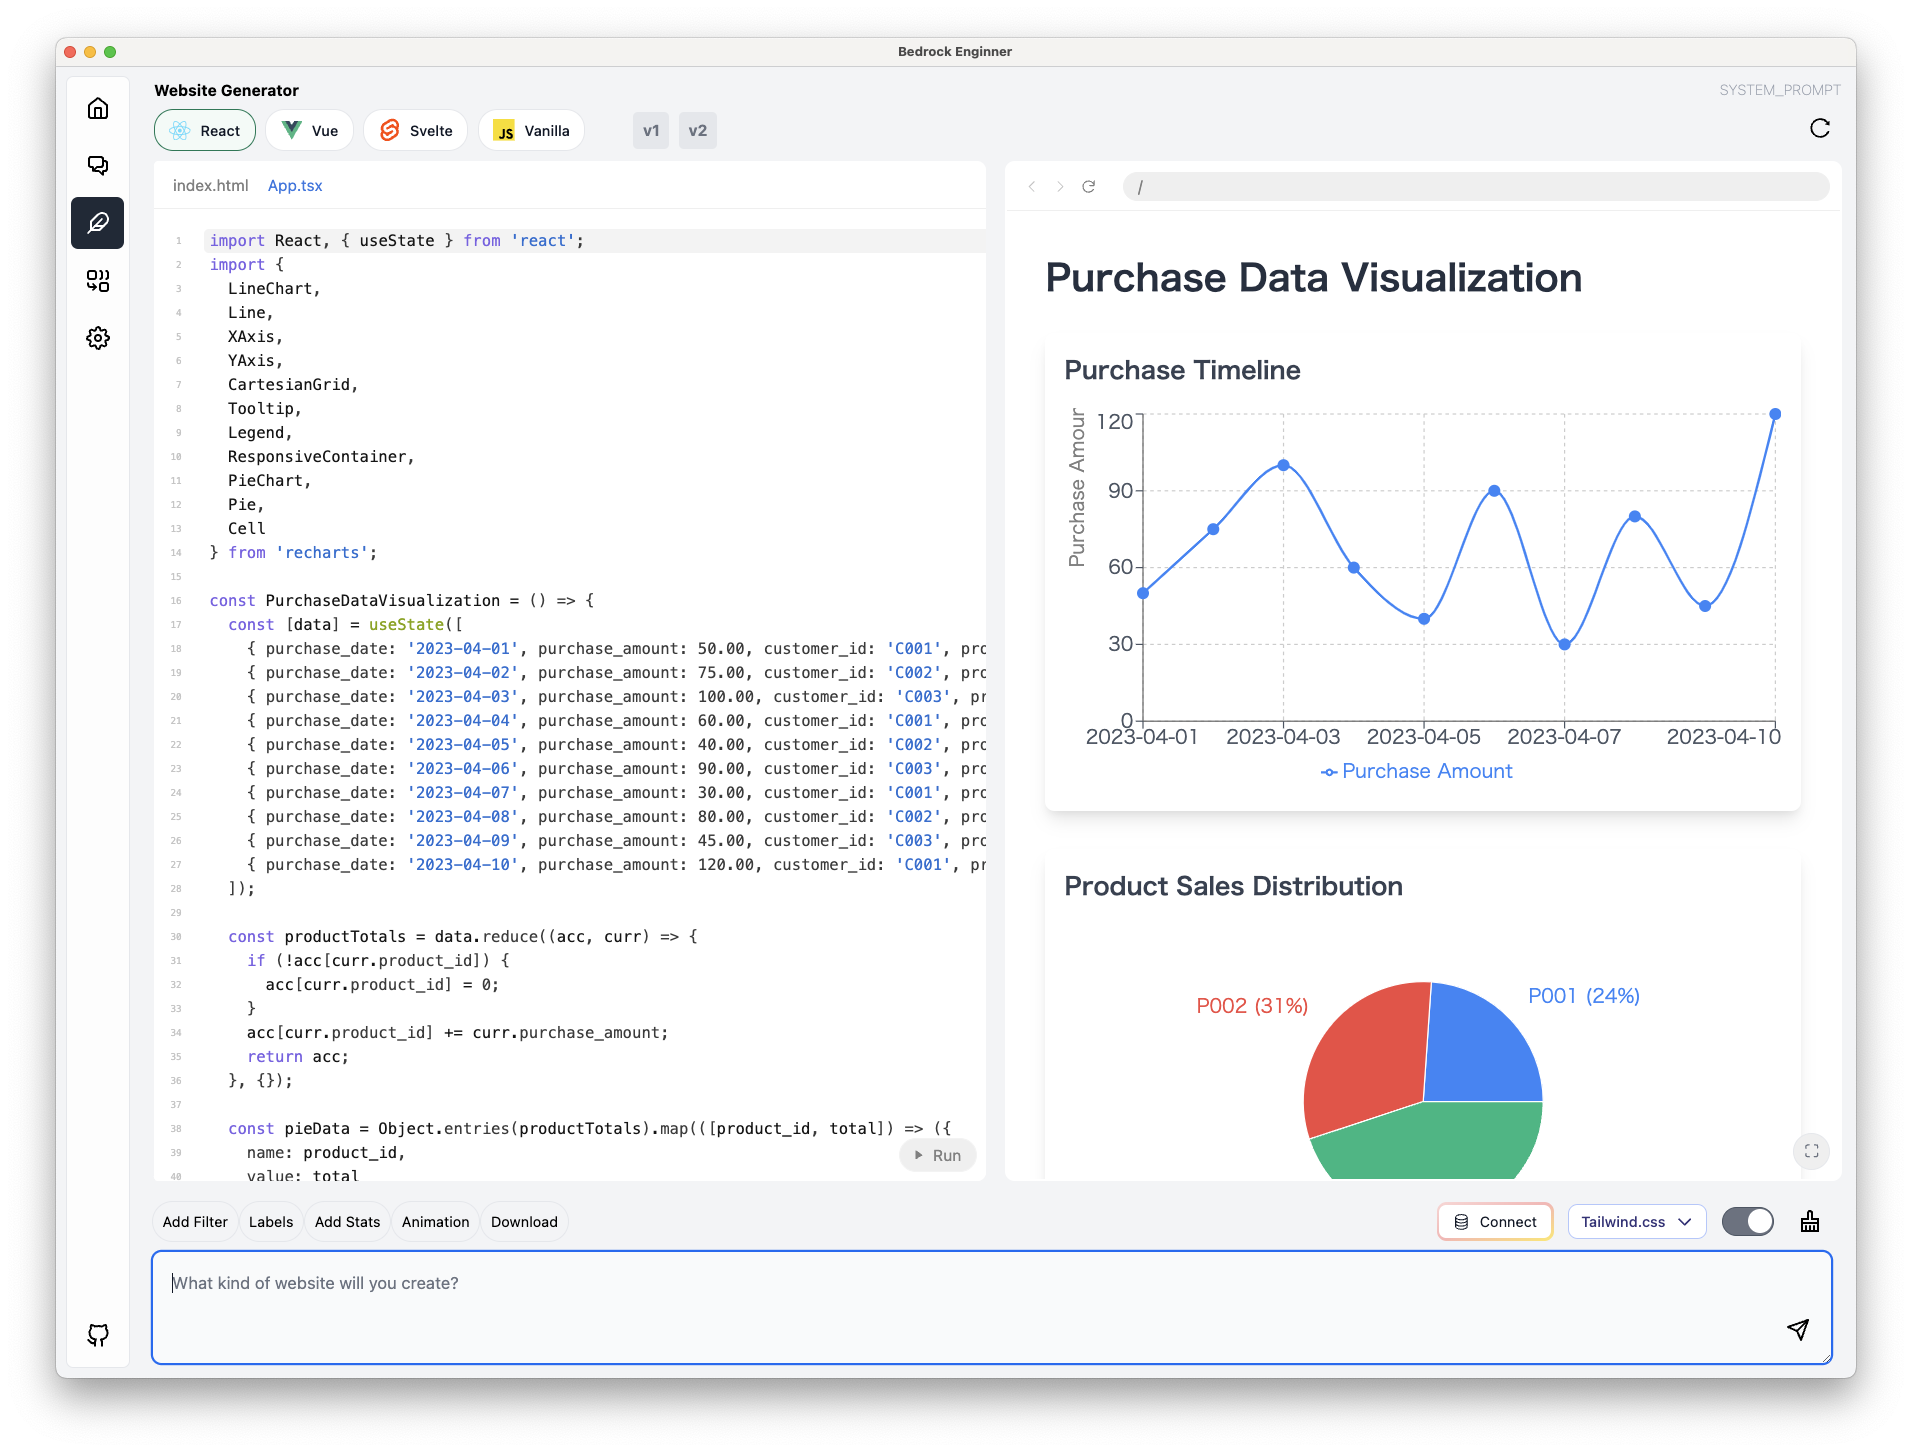 Bedrock Enginner
Website Generator
SYSTEM_PROMPT
React
Vue
Svelte
JS
Vanilla
v1
v2
index.html
App.tsx
1 import React, { useState } from 'react';
2 import {
3 LineChart,
4 Line,
5 XAxis,
6 YAxis,
7 CartesianGrid,
8 Tooltip,
9 Legend,
10 ResponsiveContainer,
11 PieChart,
12 Pie,
13 Cell
14 } from 'recharts';
15
16 const PurchaseDataVisualization = () => {
17 const [data] = useState([
18 { purchase_date: '2023-04-01', purchase_amount: 50.00, customer_id: 'C001', pro
19 { purchase_date: '2023-04-02', purchase_amount: 75.00, customer_id: 'C002', pro
20 { purchase_date: '2023-04-03', purchase_amount: 100.00, customer_id: 'C003', pr
21 { purchase_date: '2023-04-04', purchase_amount: 60.00, customer_id: 'C001', pro
22 { purchase_date: '2023-04-05', purchase_amount: 40.00, customer_id: 'C002', pro
23 { purchase_date: '2023-04-06', purchase_amount: 90.00, customer_id: 'C003', pro
24 { purchase_date: '2023-04-07', purchase_amount: 30.00, customer_id: 'C001', pro
25 { purchase_date: '2023-04-08', purchase_amount: 80.00, customer_id: 'C002', pro
26 { purchase_date: '2023-04-09', purchase_amount: 45.00, customer_id: 'C003', pro
27 { purchase_date: '2023-04-10', purchase_amount: 120.00, customer_id: 'C001', pr
28 ]);
29
30 const productTotals = data.reduce((acc, curr) => {
31 if (!acc[curr.product_id]) {
32 acc[curr.product_id] = 0;
33 }
34 acc[curr.product_id] += curr.purchase_amount;
35 return acc;
36 }, {});
37
38 const pieData = Object.entries(productTotals).map(([product_id, total]) => ({
39 name: product_id,
40 value: total
Run
/
Purchase Data Visualization
Purchase Timeline
Purchase Amour
120
90
60
30
0
2023-04-01
2023-04-03
2023-04-05
2023-04-07
2023-04-10
Purchase Amount
Product Sales Distribution
P002 (31%)
P001 (24%)
Add Filter
Labels
Add Stats
Animation
Download
Connect
Tailwind.css
What kind of website will you create?